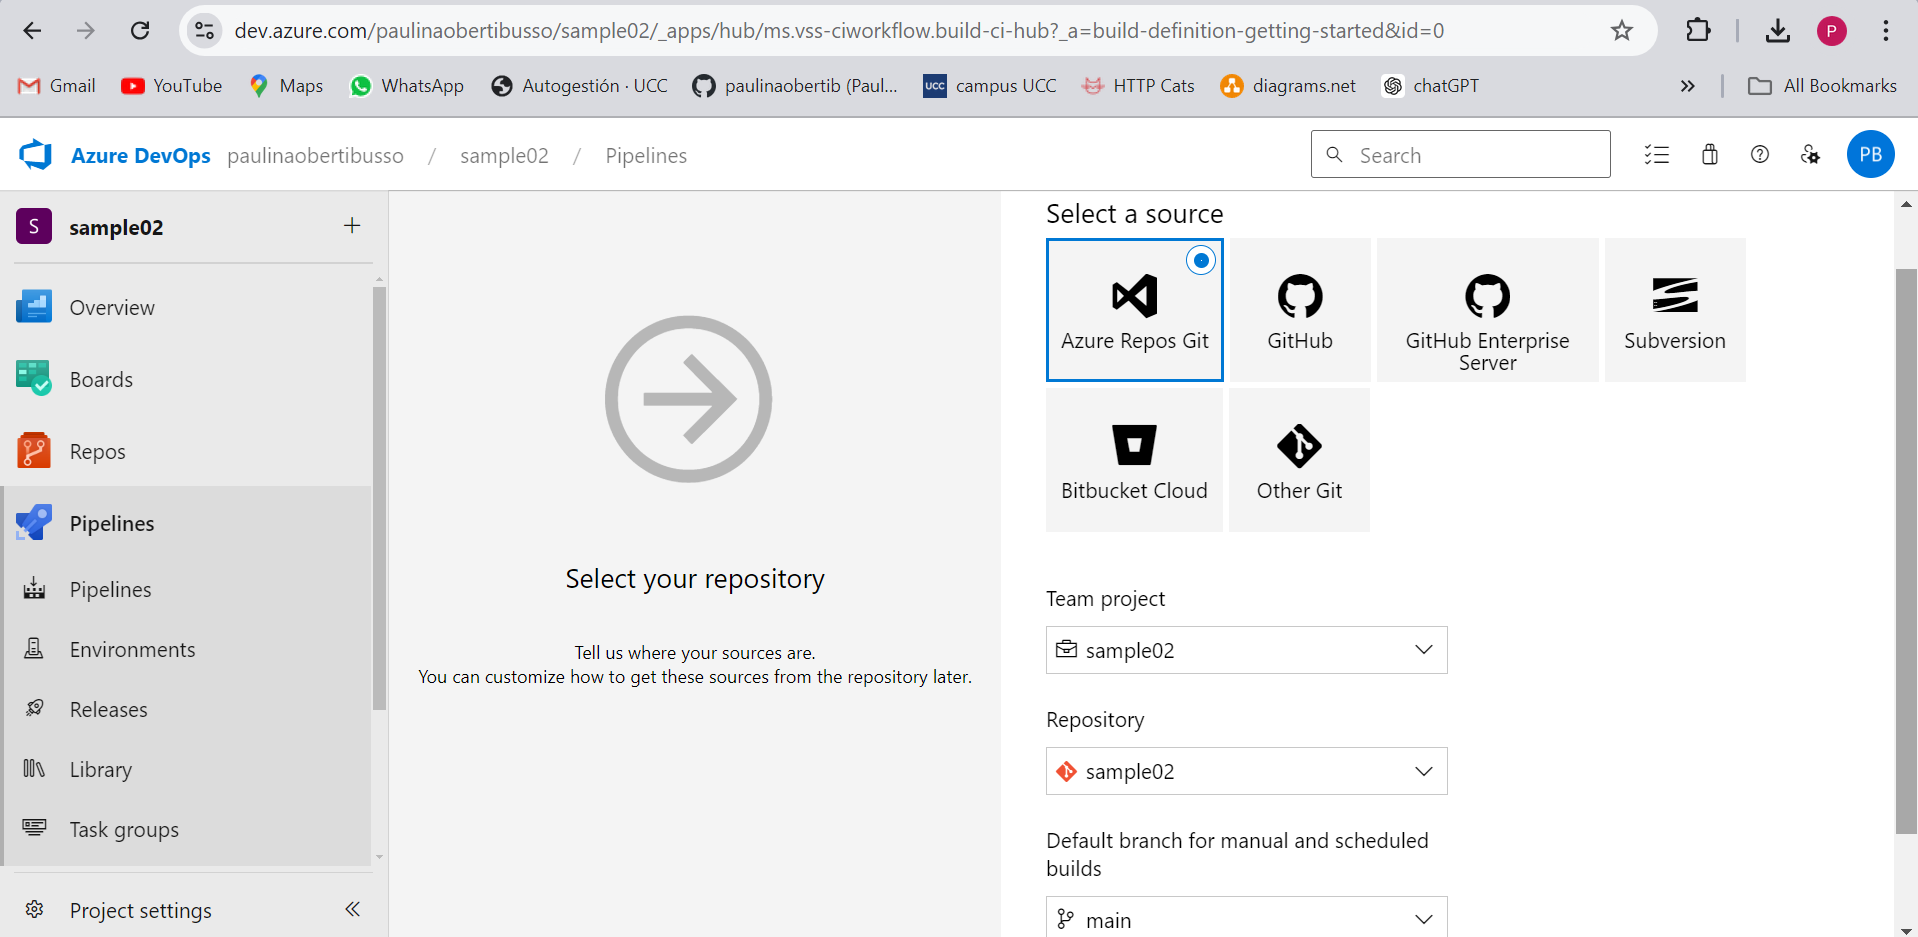 dev.azure.com/paulinaobertibusso/sample02/_apps/hub/ms.vss-ciworkflow.build-ci-hub?_a=build-definition-getting-started&id=0
P
Gmail
YouTube
Maps
WhatsApp
Autogestión · UCC
paulinaobertib (Paul...
UCC
campus UCC
HTTP Cats
diagrams.net
chatGPT
»
All Bookmarks
Azure DevOps
paulinaobertibusso / sample02 / Pipelines
Search
PB
S
sample02
+
Overview
Boards
Repos
Pipelines
Pipelines
Environments
Releases
Library
Task groups
Project settings
Select your repository
Tell us where your sources are.
You can customize how to get these sources from the repository later.
Select a source
Azure Repos Git
GitHub
GitHub Enterprise
Server
Subversion
Bitbucket Cloud
Other Git
Team project
sample02
Repository
sample02
Default branch for manual and scheduled
builds
main